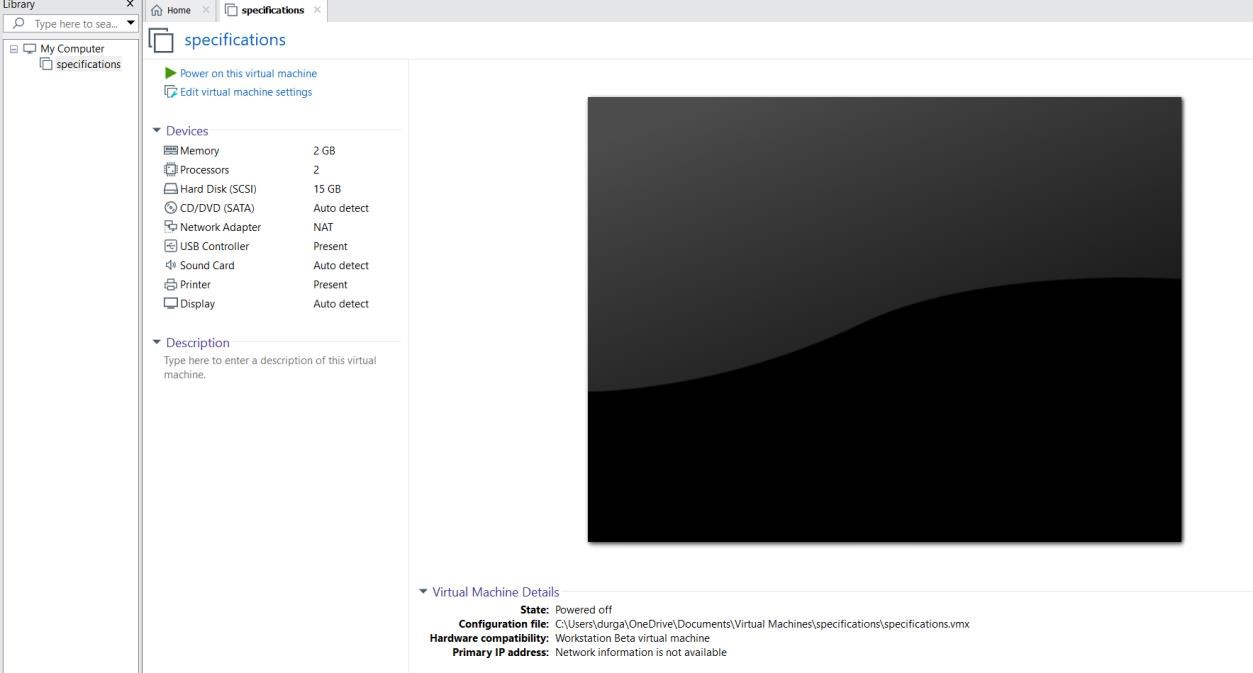 Library
Type here to sea...
My Computer
specifications
Home
specifications
specifications
Power on this virtual machine
Edit virtual machine settings
Devices
Memory 2 GB
Processors 2
Hard Disk (SCSI) 15 GB
CD/DVD (SATA) Auto detect
Network Adapter NAT
USB Controller Present
Sound Card Auto detect
Printer Present
Display Auto detect
Description
Type here to enter a description of this virtual
machine.
Virtual Machine Details
State: Powered off
Configuration file: C:\Users\durga\OneDrive\Documents\Virtual Machines\specifications\specifications.vmx
Hardware compatibility: Workstation Beta virtual machine
Primary IP address: Network information is not available